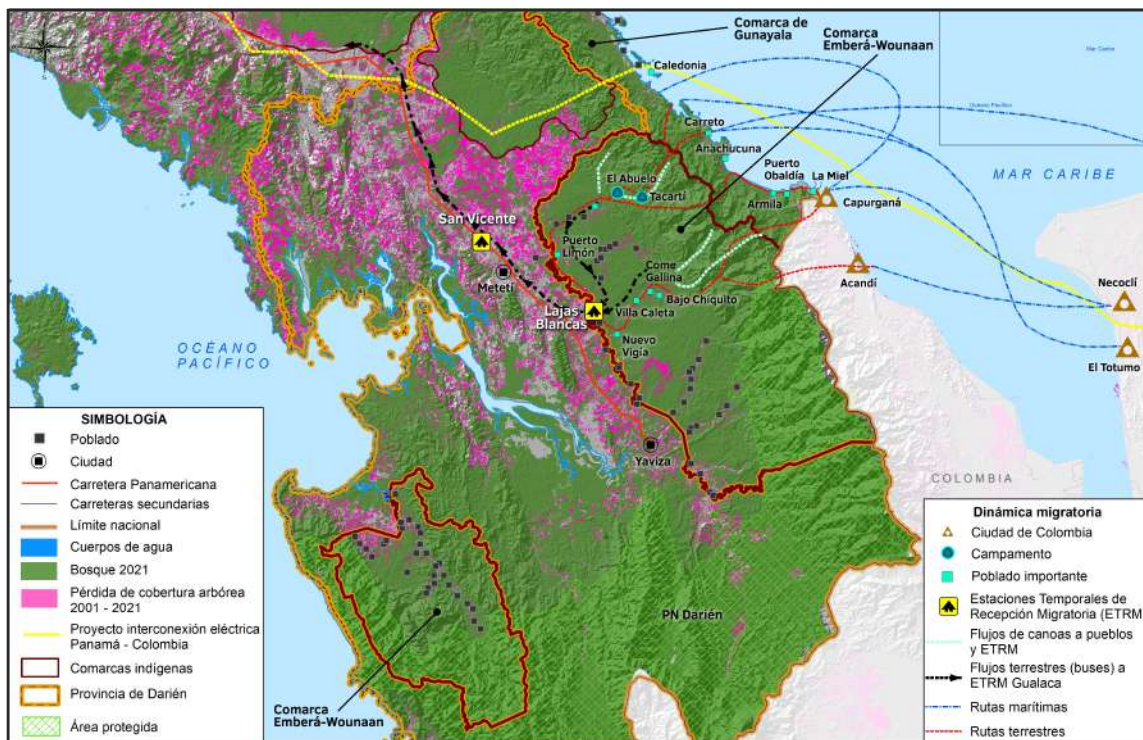 Comarca de
Gunayala
Comarca
Emberá-Wounaan
Caledonia
Mar Caribe
Océano Pacífico
Carreto
Anachucuna
Puerto
Obaldía
La Miel
MAR CARIBE
El Abuelo
Tacartí
Armila
Capurganá
San Vicente
Puerto
Limón
Metetí
Come
Gallina
Acandí
Necoclí
Bajo Chiquito
Lajas
Blancas
Villa Caleta
OCÉANO
PACÍFICO
Nuevo
Vigía
El Totumo
Yaviza
COLOMBIA
PN Darién
Comarca
Emberá-Wounaan
SIMBOLOGÍA
Poblado
Ciudad
Carretera Panamericana
Carreteras secundarias
Límite nacional
Cuerpos de agua
Bosque 2021
Pérdida de cobertura arbórea
2001 - 2021
Proyecto interconexión eléctrica
Panamá - Colombia
Comarcas indígenas
Provincia de Darién
Área protegida
Dinámica migratoria
Ciudad de Colombia
Campamento
Poblado importante
Estaciones Temporales de
Recepción Migratoria (ETRM)
Flujos de canoas a pueblos
y ETRM
Flujos terrestres (buses) a
ETRM Gualaca
Rutas marítimas
Rutas terrestres